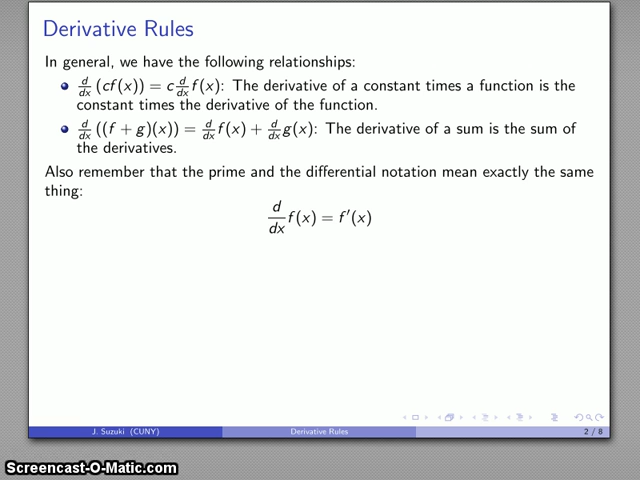 Derivative Rules
In general, we have the following relationships:
d/dx (cf(x)) = c d/dx f(x): The derivative of a constant times a function is the
constant times the derivative of the function.
d/dx ((f + g)(x)) = d/dx f(x) + d/dx g(x): The derivative of a sum is the sum of
the derivatives.
Also remember that the prime and the differential notation mean exactly the same
thing:
d/dx f(x) = f′(x)
J. Suzuki (CUNY) Derivative Rules 2 / 8
Screencast-O-Matic.com